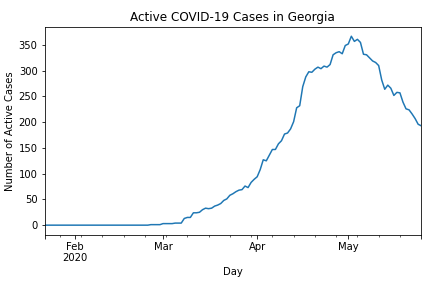 Active COVID-19 Cases in Georgia
Number of Active Cases
350
300
250
200
150
100
50
0
Feb
2020
Mar
Apr
May
Day